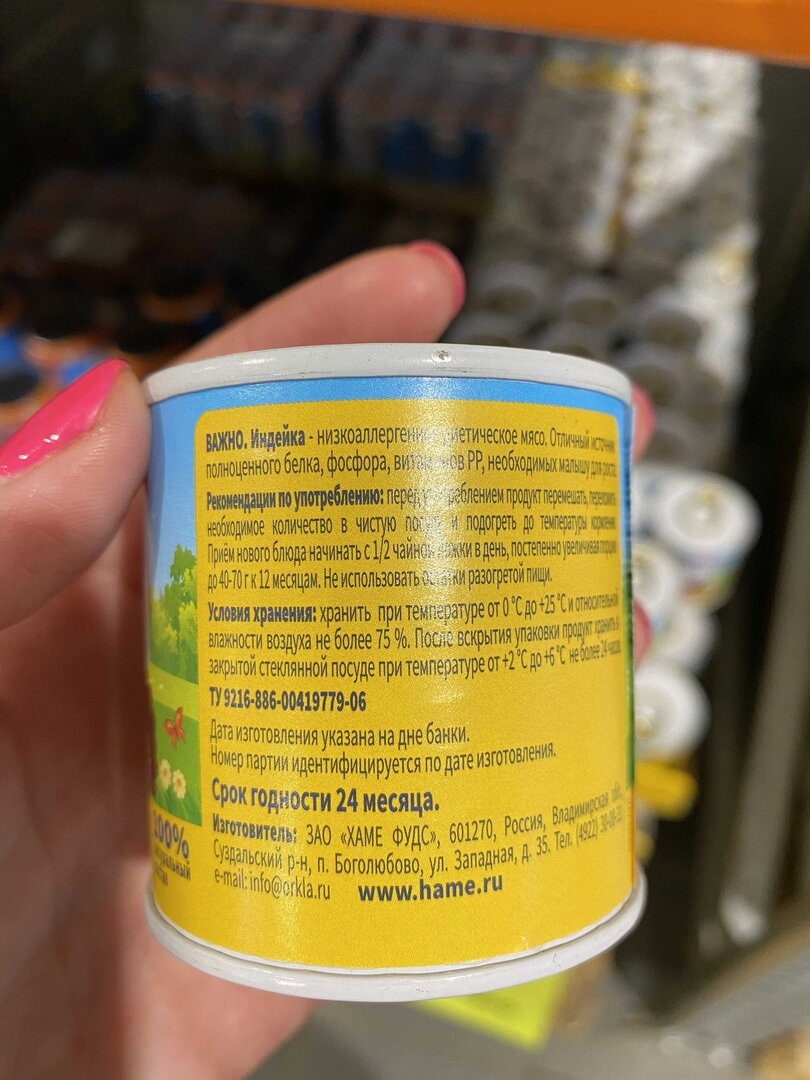 ВАЖНО. Индейка - низкоаллергенное диетическое мясо. Отличный источник
полноценного белка, фосфора, витаминов РР, необходимых малышу для роста.
Рекомендации по употреблению: перед употреблением продукт перемешать, переложить
необходимое количество в чистую посуду и подогреть до температуры кормления.
Приём нового блюда начинать с 1/2 чайной ложки в день, постепенно увеличивая порцию
до 40-70 г к 12 месяцам. Не использовать остатки разогретой пищи.
Условия хранения: хранить при температуре от 0 °С до +25 °С и относительной
влажности воздуха не более 75 %. После вскрытия упаковки продукт хранить в
закрытой стеклянной посуде при температуре от +2 °С до +6 °С не более 24 часов.
ТУ 9216-886-00419779-06
Дата изготовления указана на дне банки.
Номер партии идентифицируется по дате изготовления.
Срок годности 24 месяца.
Изготовитель: ЗАО «ХАМЕ ФУДС», 601270, Россия, Владимирская обл.,
Суздальский р-н, п. Боголюбово, ул. Западная, д. 35. Тел. (4922)
e-mail: info@orkla.ru www.hame.ru
100%